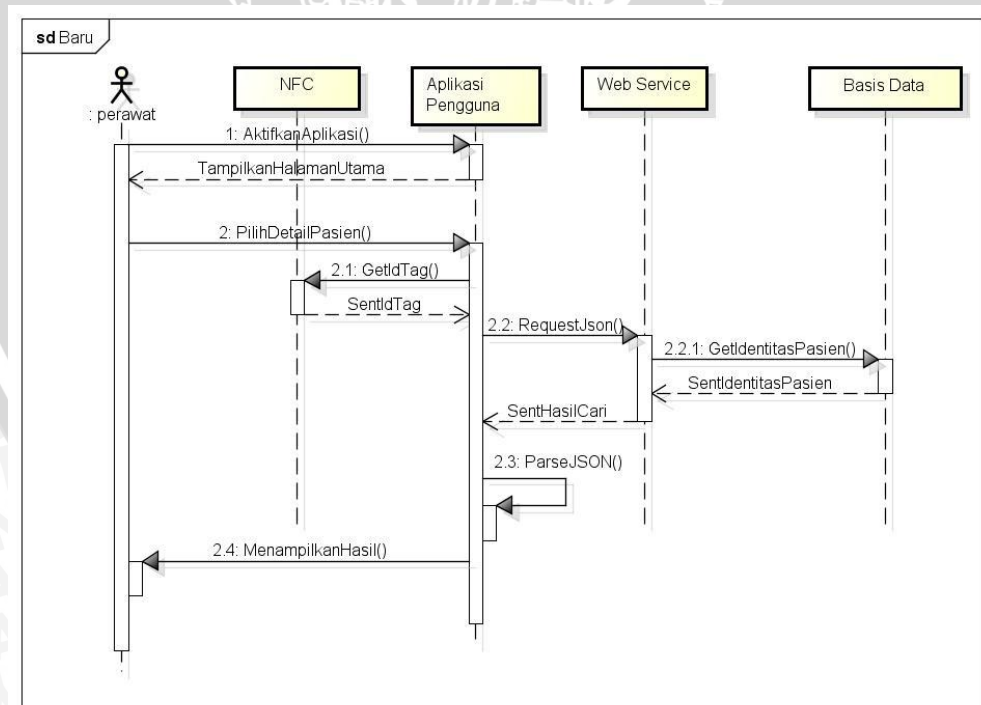 sd Baru
: perawat
NFC
Aplikasi
Pengguna
Web Service
Basis Data
1: AktifkanAplikasi()
TampilkanHalamanUtama
2: PilihDetailPasien()
2.1: GetIdTag()
SentIdTag
2.2: RequestJson()
2.2.1: GetIdentitasPasien()
SentIdentitasPasien
SentHasilCari
2.3: ParseJSON()
2.4: MenampilkanHasil()